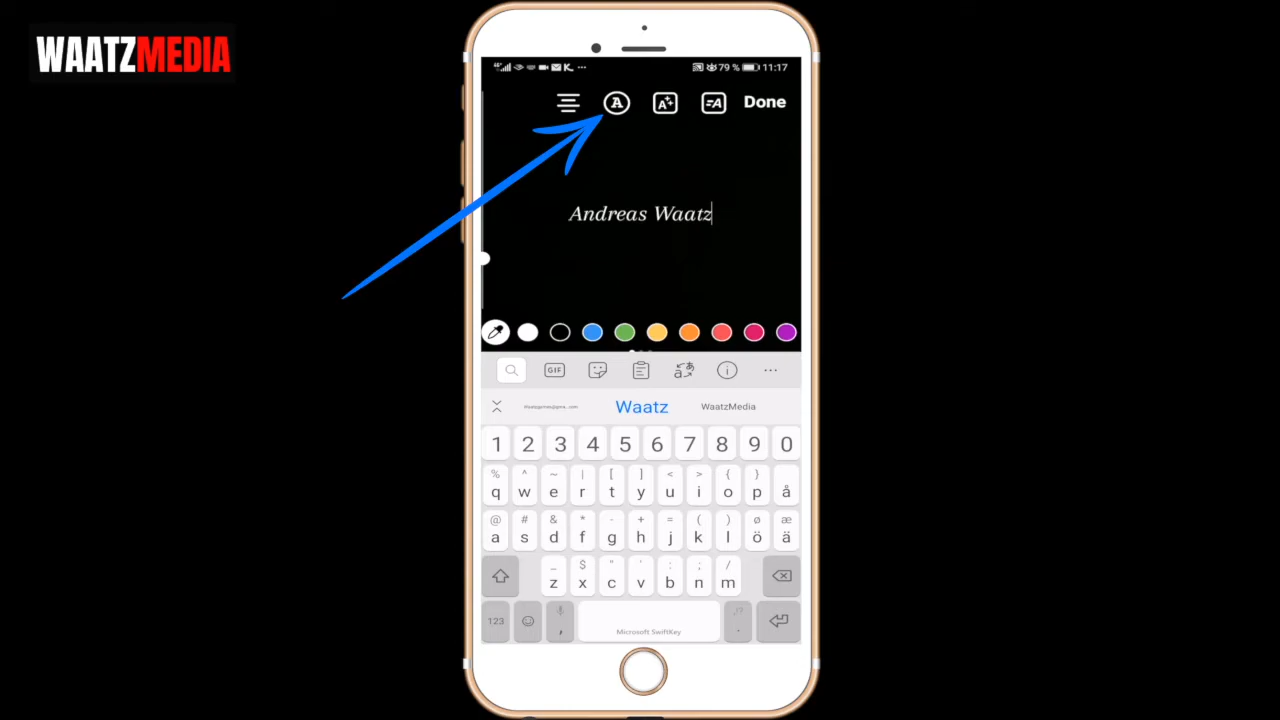 WAATZMEDIA
79 % 11:17
Done
Andreas Waatz
GIF
Waatz WaatzMedia
1 2 3 4 5 6 7 8 9 0
% ^ ~ | [ ] < > { }
q w e r t y u i o p å
@ # & * - + = ( ) ø æ
a s d f g h j k l ö ä
_ $ " ' : ; /
z x c v b n m
123 , .
Microsoft SwiftKey